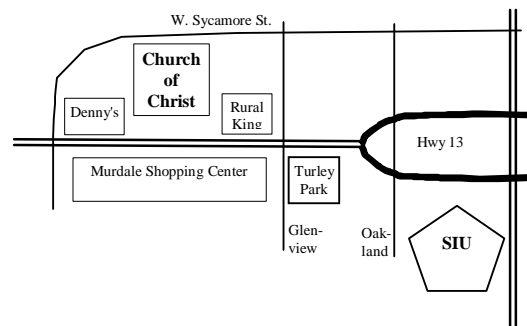 W. Sycamore St.
Church
of
Christ
Denny's
Rural
King
Hwy 13
Murdale Shopping Center
Turley
Park
Glen-
view
Oak-
land
SIU